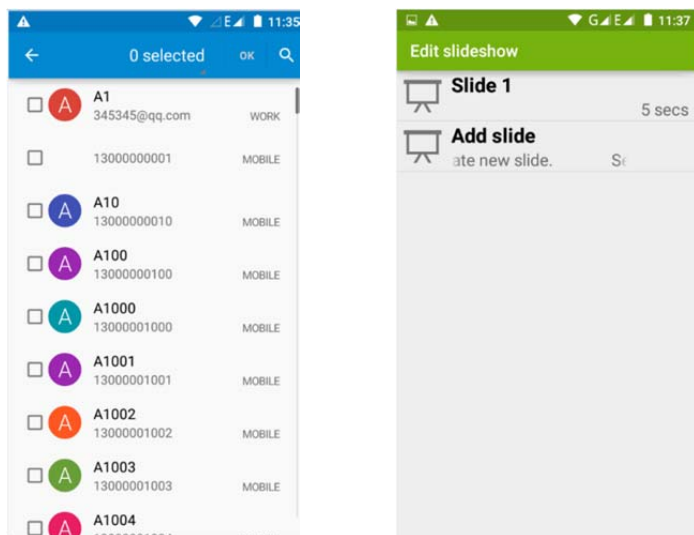 E 11:35
0 selected OK
A A1
345345@qq.com WORK
13000000001 MOBILE
A A10
13000000010 MOBILE
A A100
13000000100 MOBILE
A A1000
13000001000 MOBILE
A A1001
13000001001 MOBILE
A A1002
13000001002 MOBILE
A A1003
13000001003 MOBILE
A A1004
G E 11:37
Edit slideshow
Slide 1
5 secs
Add slide
ate new slide. Se